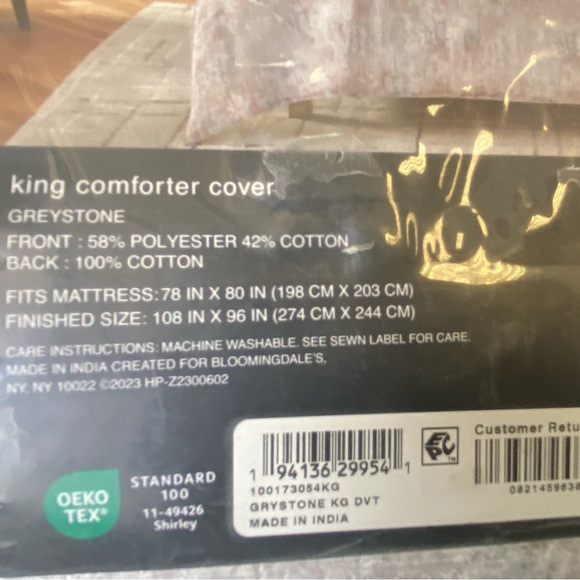 king comforter cover
GREYSTONE
FRONT : 58% POLYESTER 42% COTTON
BACK : 100% COTTON
FITS MATTRESS: 78 IN X 80 IN (198 CM X 203 CM)
FINISHED SIZE: 108 IN X 96 IN (274 CM X 244 CM)
CARE INSTRUCTIONS: MACHINE WASHABLE. SEE SEWN LABEL FOR CARE.
MADE IN INDIA CREATED FOR BLOOMINGDALE'S,
NY, NY 10022 ©2023 HP-Z2300602
OEKO
TEX®
STANDARD
100
11-49426
Shirley
1 94136 29954 1
100173054KG
GRYSTONE KG DVT
MADE IN INDIA
EPC™
Customer Retu